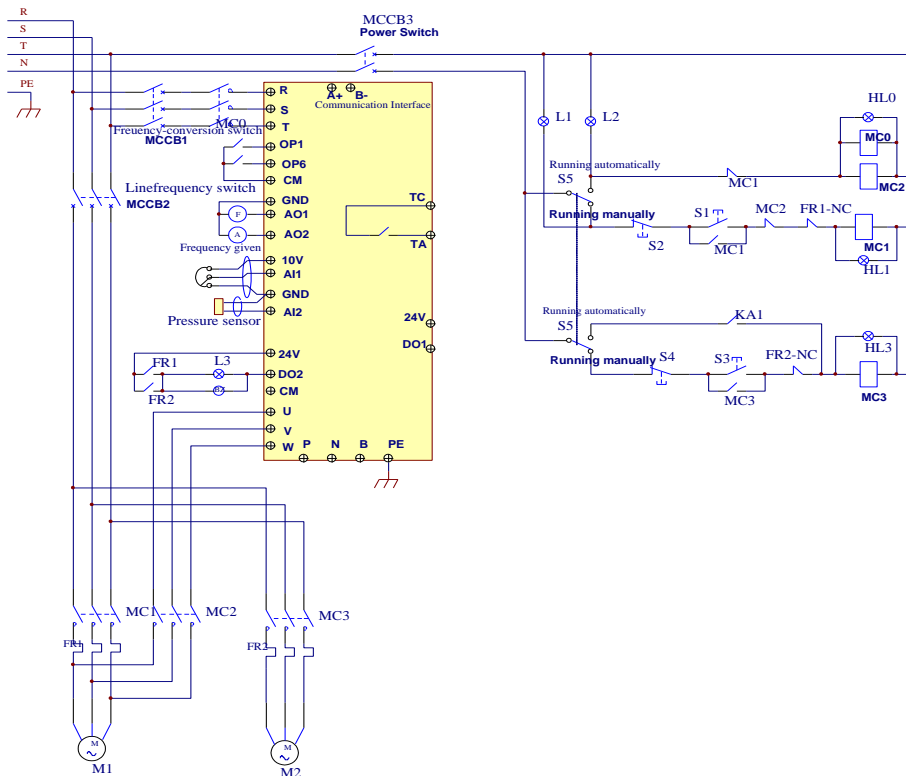 R
S
T
N
PE
MCCB3
Power Switch
R
S
T
OP1
OP6
CM
GND
AO1
AO2
10V
AI1
GND
AI2
24V
DO2
CM
U
V
W
P
N
B
PE
A+
B-
Communication Interface
TC
TA
24V
DO1
MC0
Freuency-conversion switch
MCCB1
Linefrequency switch
MCCB2
F
A
Frequency given
Pressure sensor
FR1
L3
FR2
BZ
L1
L2
HL0
MC0
MC2
Running automatically
S5
MC1
Running manually
S1
MC2
FR1-NC
S2
MC1
MC1
HL1
Running automatically
S5
KA1
Running manually
S4
S3
FR2-NC
HL3
MC3
MC3
MC1
MC2
MC3
FR1
FR2
M
M1
M
M2